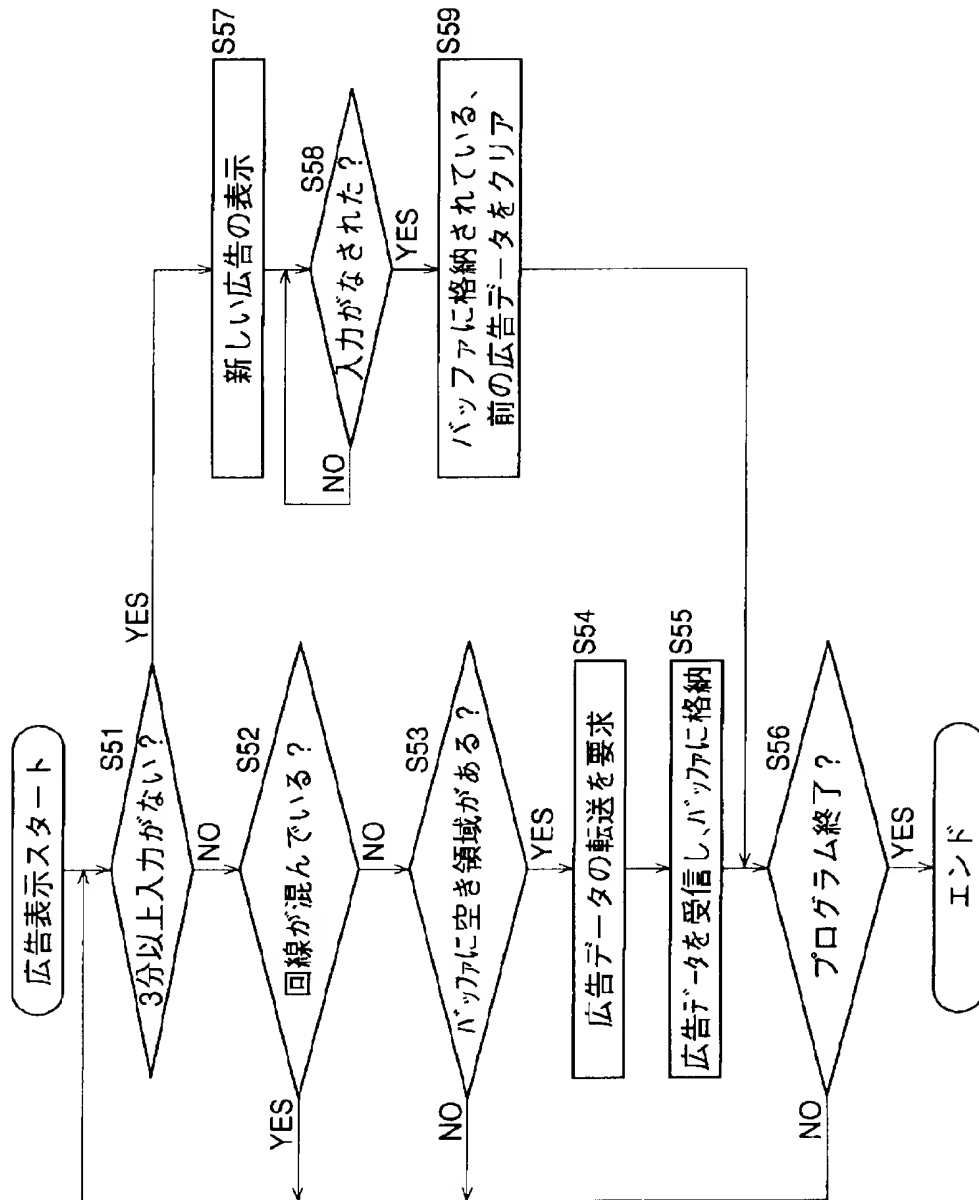 広告表示スタート
S51
3分以上入力がない?
YES
NO
S52
回線が混んでいる?
YES
NO
S53
バッファに空き領域がある?
NO
YES
S54
広告データの転送を要求
S55
広告データを受信し、バッファに格納
S56
プログラム終了?
NO
YES
エンド
S57
新しい広告の表示
S58
入力がなされた?
NO
YES
S59
バッファに格納されている、
前の広告データをクリア